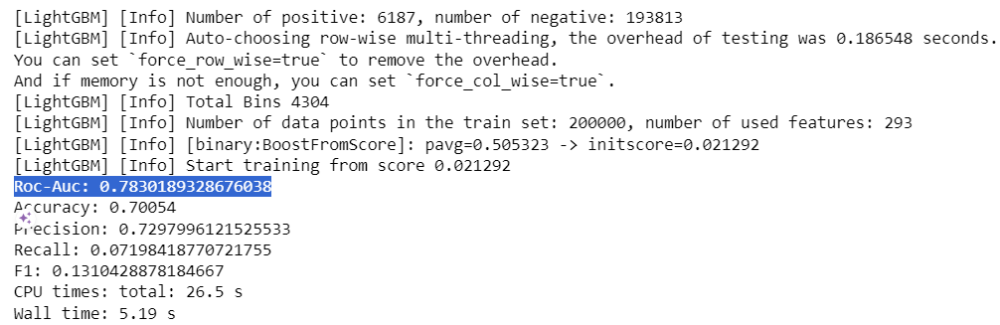 [LightGBM] [Info] Number of positive: 6187, number of negative: 193813
[LightGBM] [Info] Auto-choosing row-wise multi-threading, the overhead of testing was 0.186548 seconds.
You can set `force_row_wise=true` to remove the overhead.
And if memory is not enough, you can set `force_col_wise=true`.
[LightGBM] [Info] Total Bins 4304
[LightGBM] [Info] Number of data points in the train set: 200000, number of used features: 293
[LightGBM] [Info] [binary:BoostFromScore]: pavg=0.505323 -> initscore=0.021292
[LightGBM] [Info] Start training from score 0.021292
Roc-Auc: 0.7830189328676038
Accuracy: 0.70054
Precision: 0.7297996121525533
Recall: 0.07198418770721755
F1: 0.1310428878184667
CPU times: total: 26.5 s
Wall time: 5.19 s